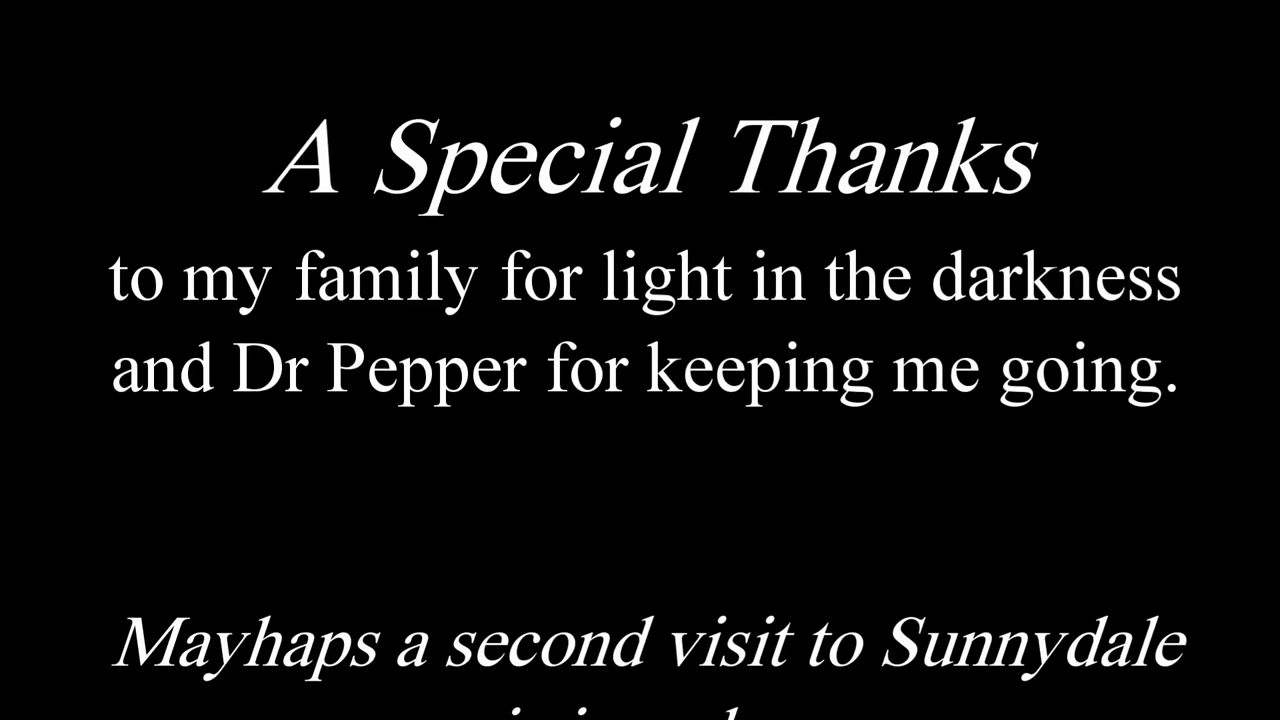 A Special Thanks
to my family for light in the darkness
and Dr Pepper for keeping me going.
Mayhaps a second visit to Sunnydale